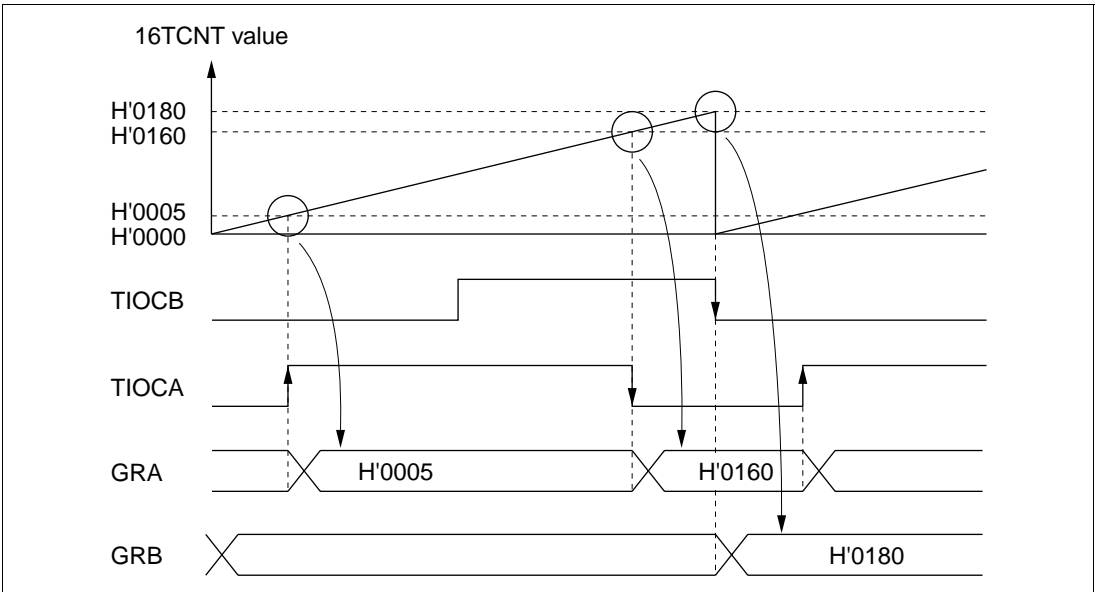 16TCNT value
H'0180
H'0160
H'0005
H'0000
TIOCB
TIOCA
GRA H'0005 H'0160
GRB H'0180